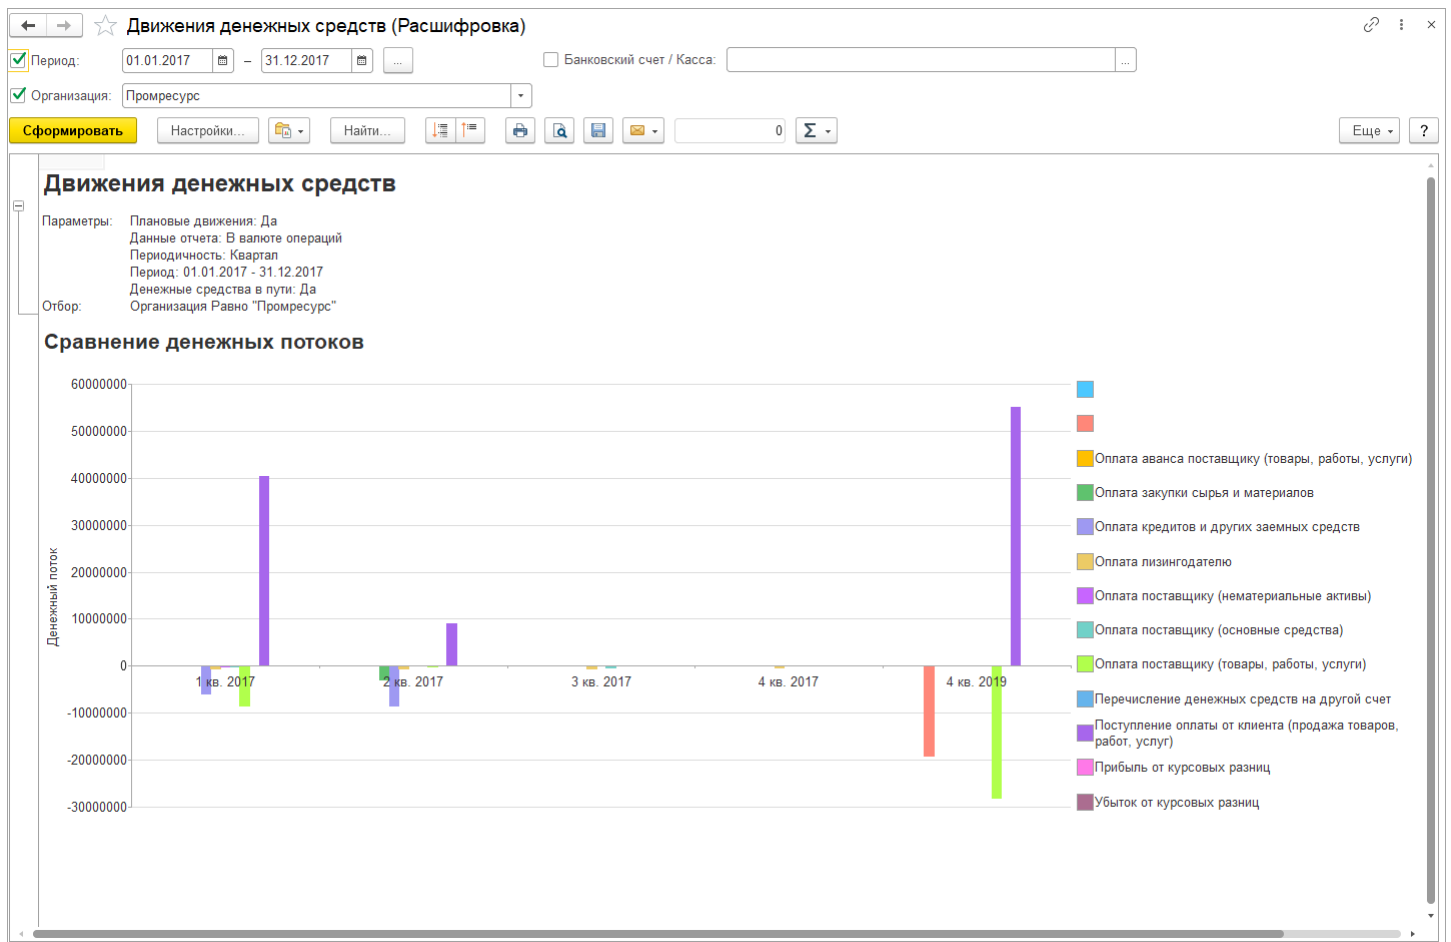 Движения денежных средств (Расшифровка)
Период: 01.01.2017 – 31.12.2017 ... Банковский счет / Касса: ...
Организация: Промресурс
Сформировать Настройки... Найти... 0 Σ Еще ?
Движения денежных средств
Параметры: Плановые движения: Да
Данные отчета: В валюте операций
Периодичность: Квартал
Период: 01.01.2017 - 31.12.2017
Денежные средства в пути: Да
Отбор: Организация Равно "Промресурс"
Сравнение денежных потоков
Денежный поток
60000000
50000000
40000000
30000000
20000000
10000000
0
-10000000
-20000000
-30000000
1 кв. 2017 2 кв. 2017 3 кв. 2017 4 кв. 2017 4 кв. 2019
Оплата аванса поставщику (товары, работы, услуги)
Оплата закупки сырья и материалов
Оплата кредитов и других заемных средств
Оплата лизингодателю
Оплата поставщику (нематериальные активы)
Оплата поставщику (основные средства)
Оплата поставщику (товары, работы, услуги)
Перечисление денежных средств на другой счет
Поступление оплаты от клиента (продажа товаров,
работ, услуг)
Прибыль от курсовых разниц
Убыток от курсовых разниц